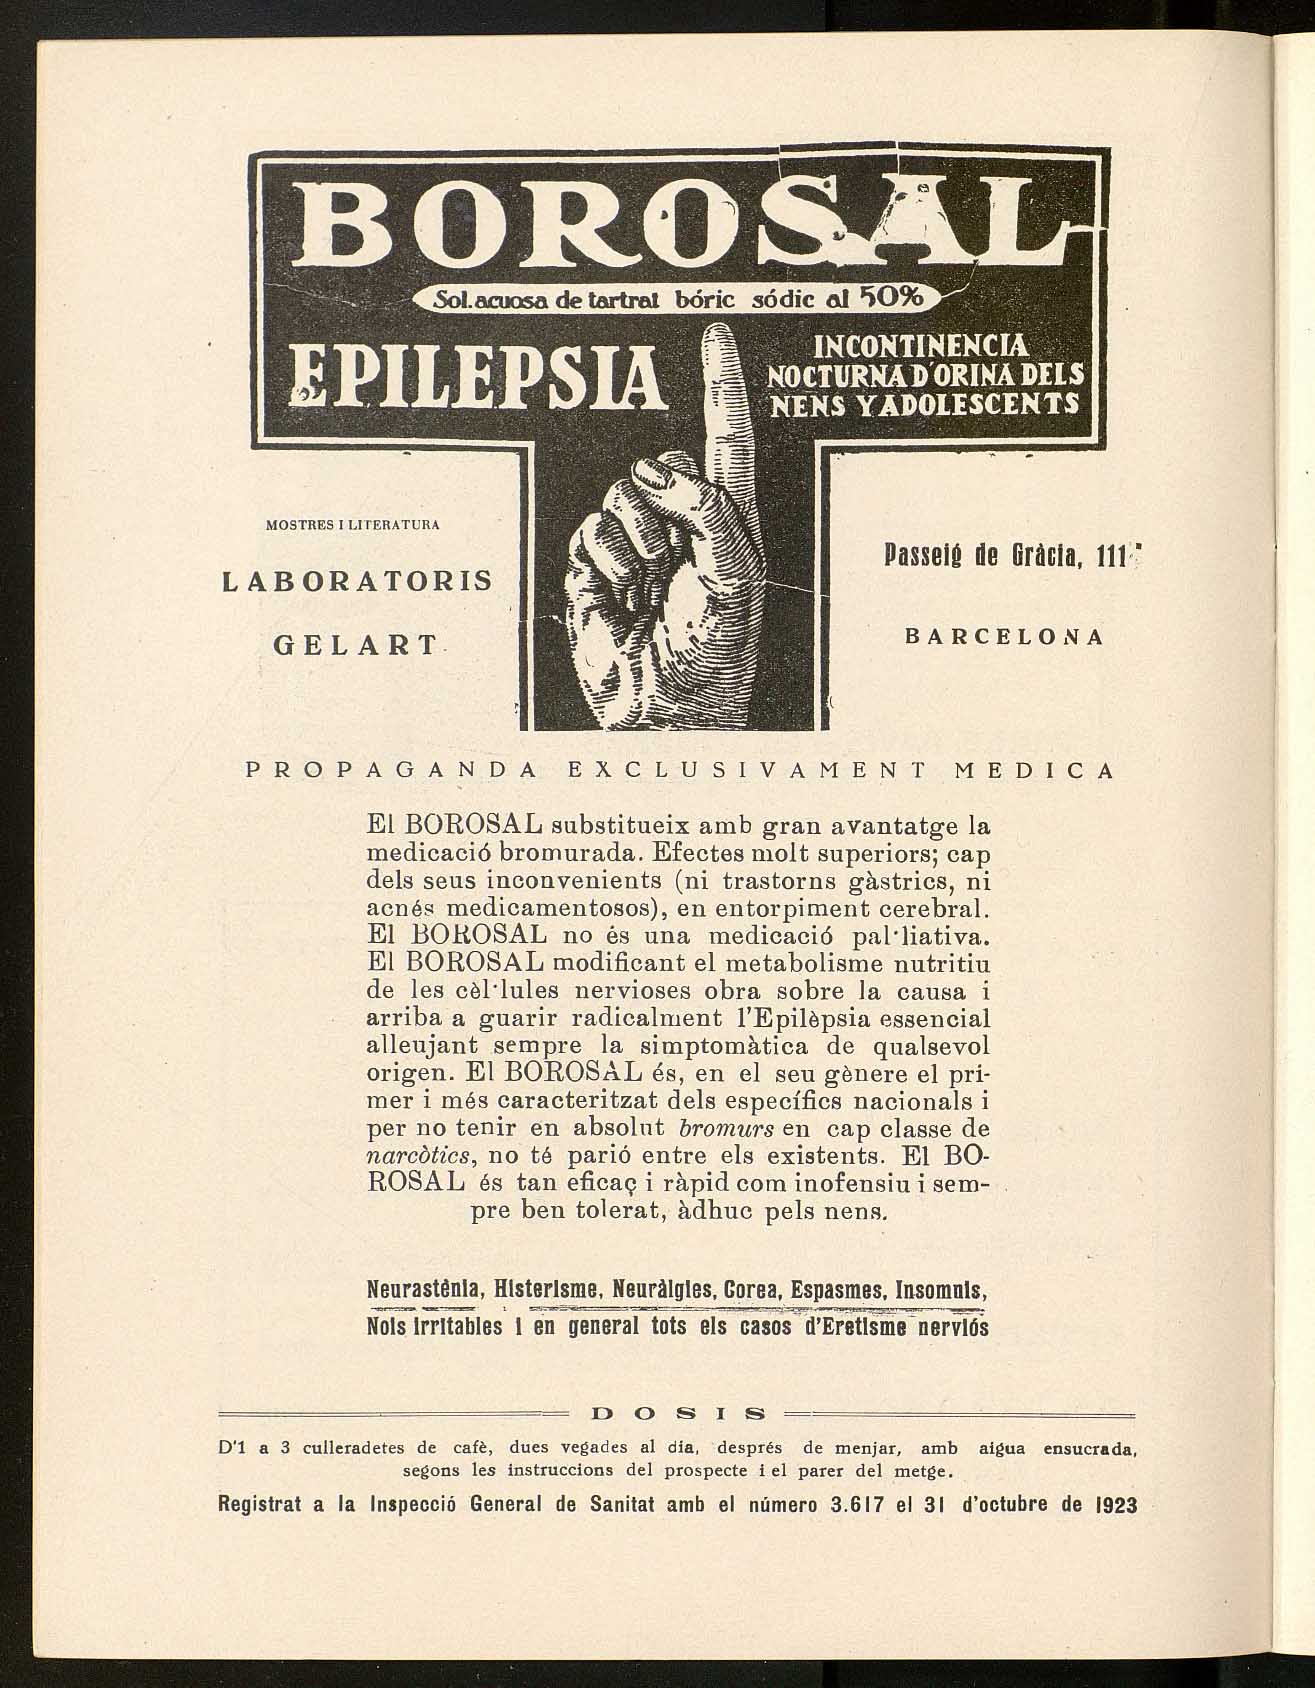 BOROSAL
Sol. acuosa de tartrat bóric sódic al 50%
EPILEPSIA
INCONTINENCIA
NOCTURNA D'ORINA DELS
NENS Y ADOLESCENTS
MOSTRES I LITERATURA
LABORATORIS
GELART
Passeig de Gràcia, 111
BARCELONA
PROPAGANDA EXCLUSIVAMENT MEDICA
El BOROSAL substitueix amb gran avantatge la
medicació bromurada. Efectes molt superiors; cap
dels seus inconvenients (ni trastorns gàstrics, ni
acnés medicamentosos), en entorpiment cerebral.
El BOROSAL no és una medicació pal·liativa.
El BOROSAL modificant el metabolisme nutritiu
de les cèl·lules nervioses obra sobre la causa i
arriba a guarir radicalment l'Epilèpsia essencial
alleujant sempre la simptomàtica de qualsevol
origen. El BOROSAL és, en el seu gènere el pri-
mer i més caracteritzat dels específics nacionals i
per no tenir en absolut bromurs en cap classe de
narcòtics, no té parió entre els existents. El BO-
ROSAL és tan eficaç i ràpid com inofensiu i sem-
pre ben tolerat, àdhuc pels nens.
Neurastènia, Histerisme, Neuràlgies, Corea, Espasmes, Insomnis,
Nois irritables i en general tots els casos d'Eretisme nerviós
DOSIS
D'1 a 3 culleradetes de cafè, dues vegades al dia, després de menjar, amb aigua ensucrada,
segons les instruccions del prospecte i el parer del metge.
Registrat a la Inspecció General de Sanitat amb el número 3.617 el 31 d'octubre de 1923